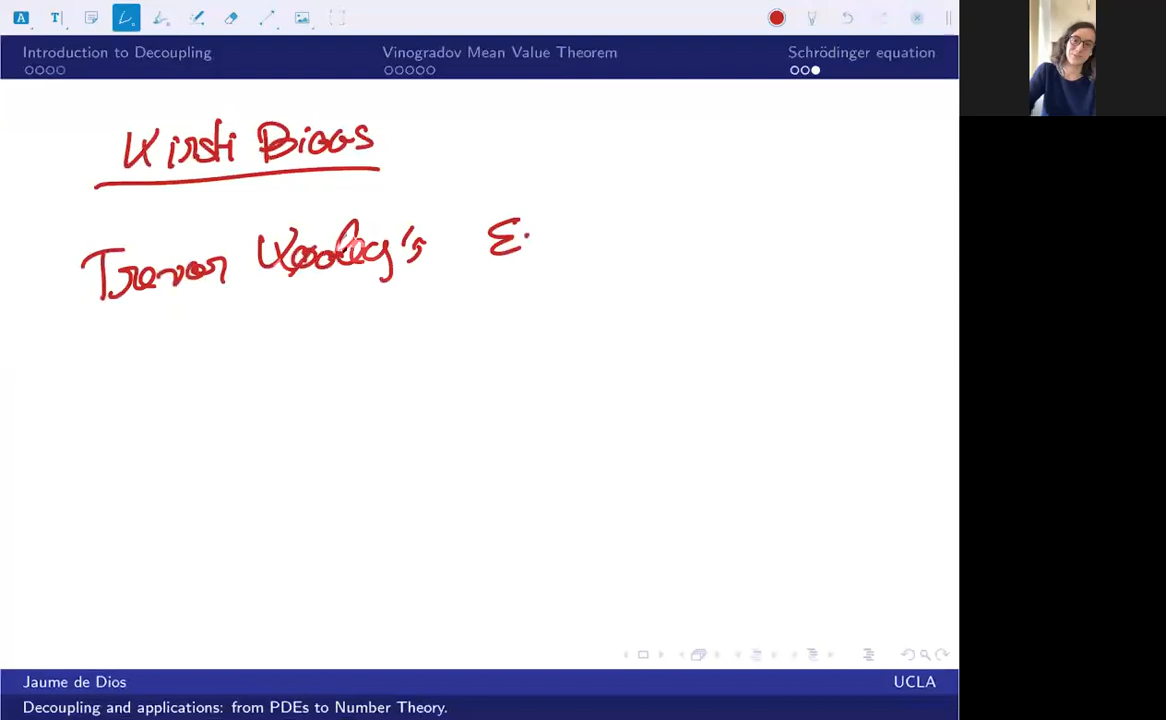 A T
Introduction to Decoupling Vinogradov Mean Value Theorem Schrödinger equation
Kirsti Biggs
Trevor Wooley's E
Jaume de Dios UCLA
Decoupling and applications: from PDEs to Number Theory.